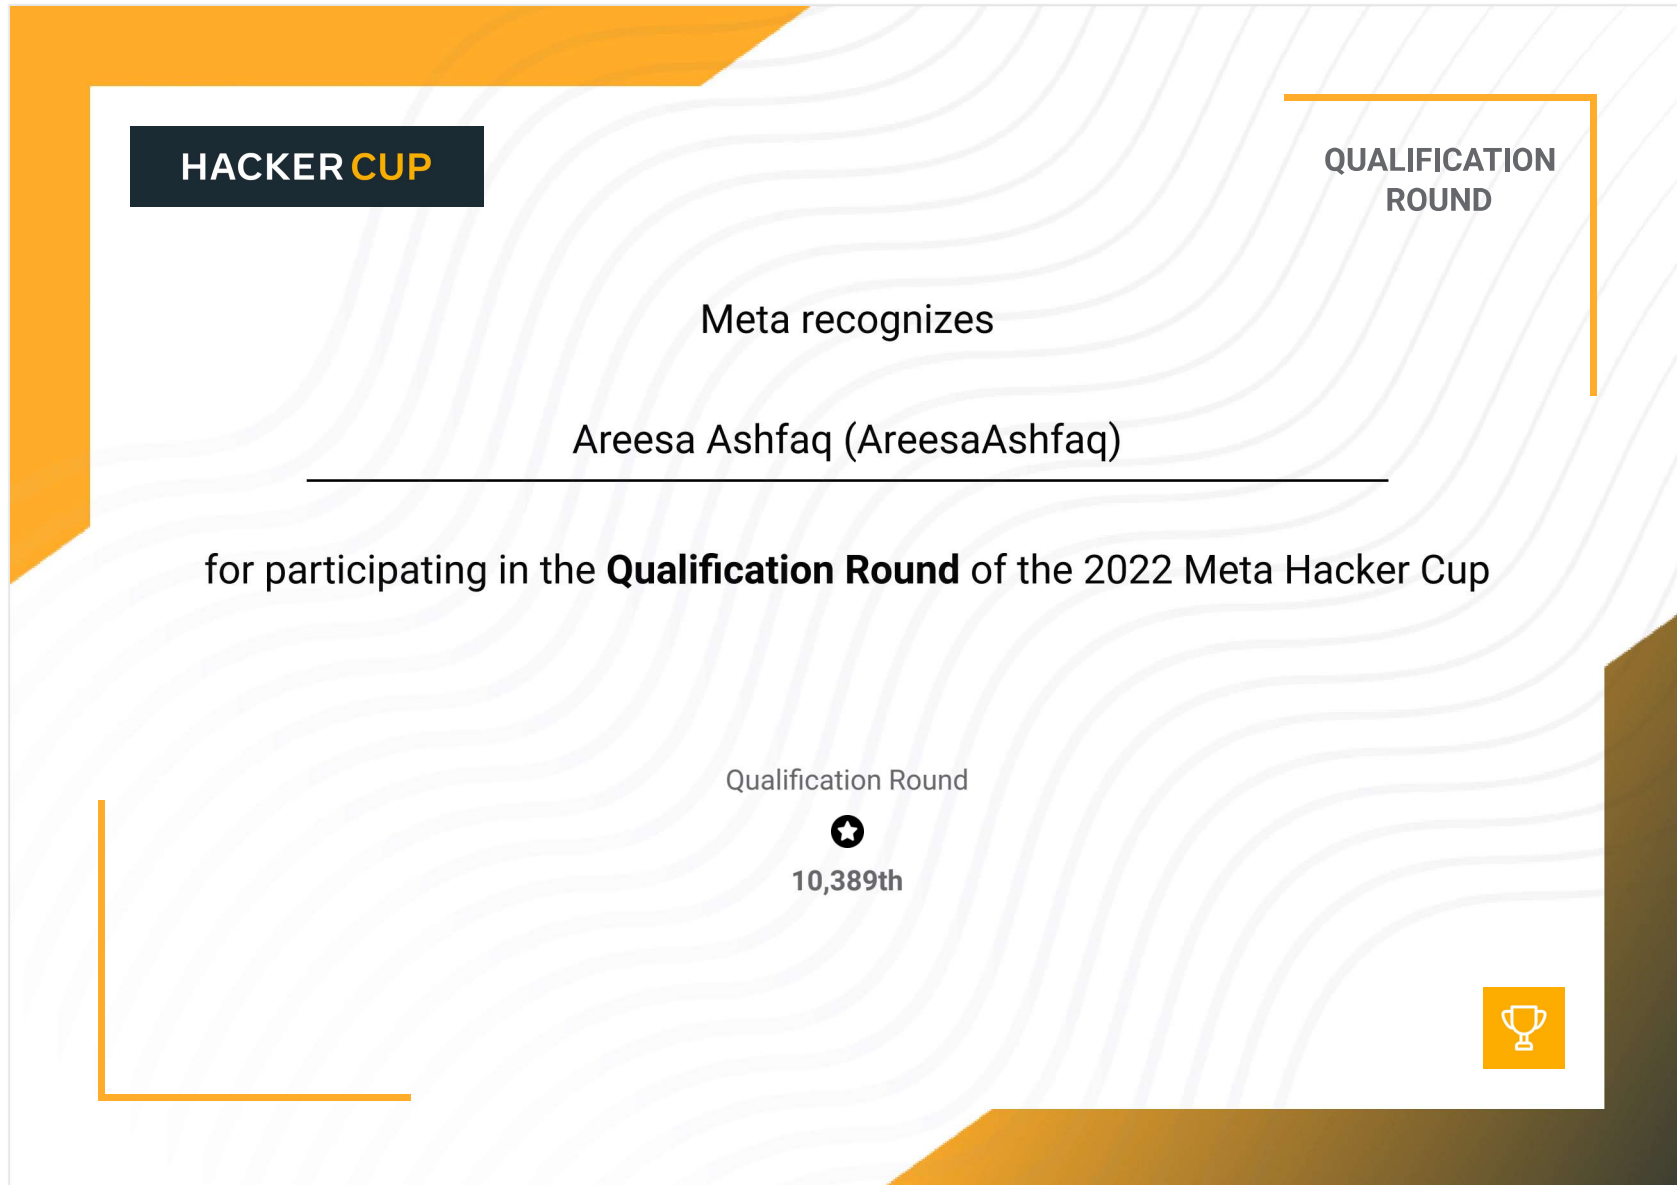 HACKER CUP
QUALIFICATION
ROUND
Meta recognizes
Areesa Ashfaq (AreesaAshfaq)
for participating in the Qualification Round of the 2022 Meta Hacker Cup
Qualification Round
10,389th